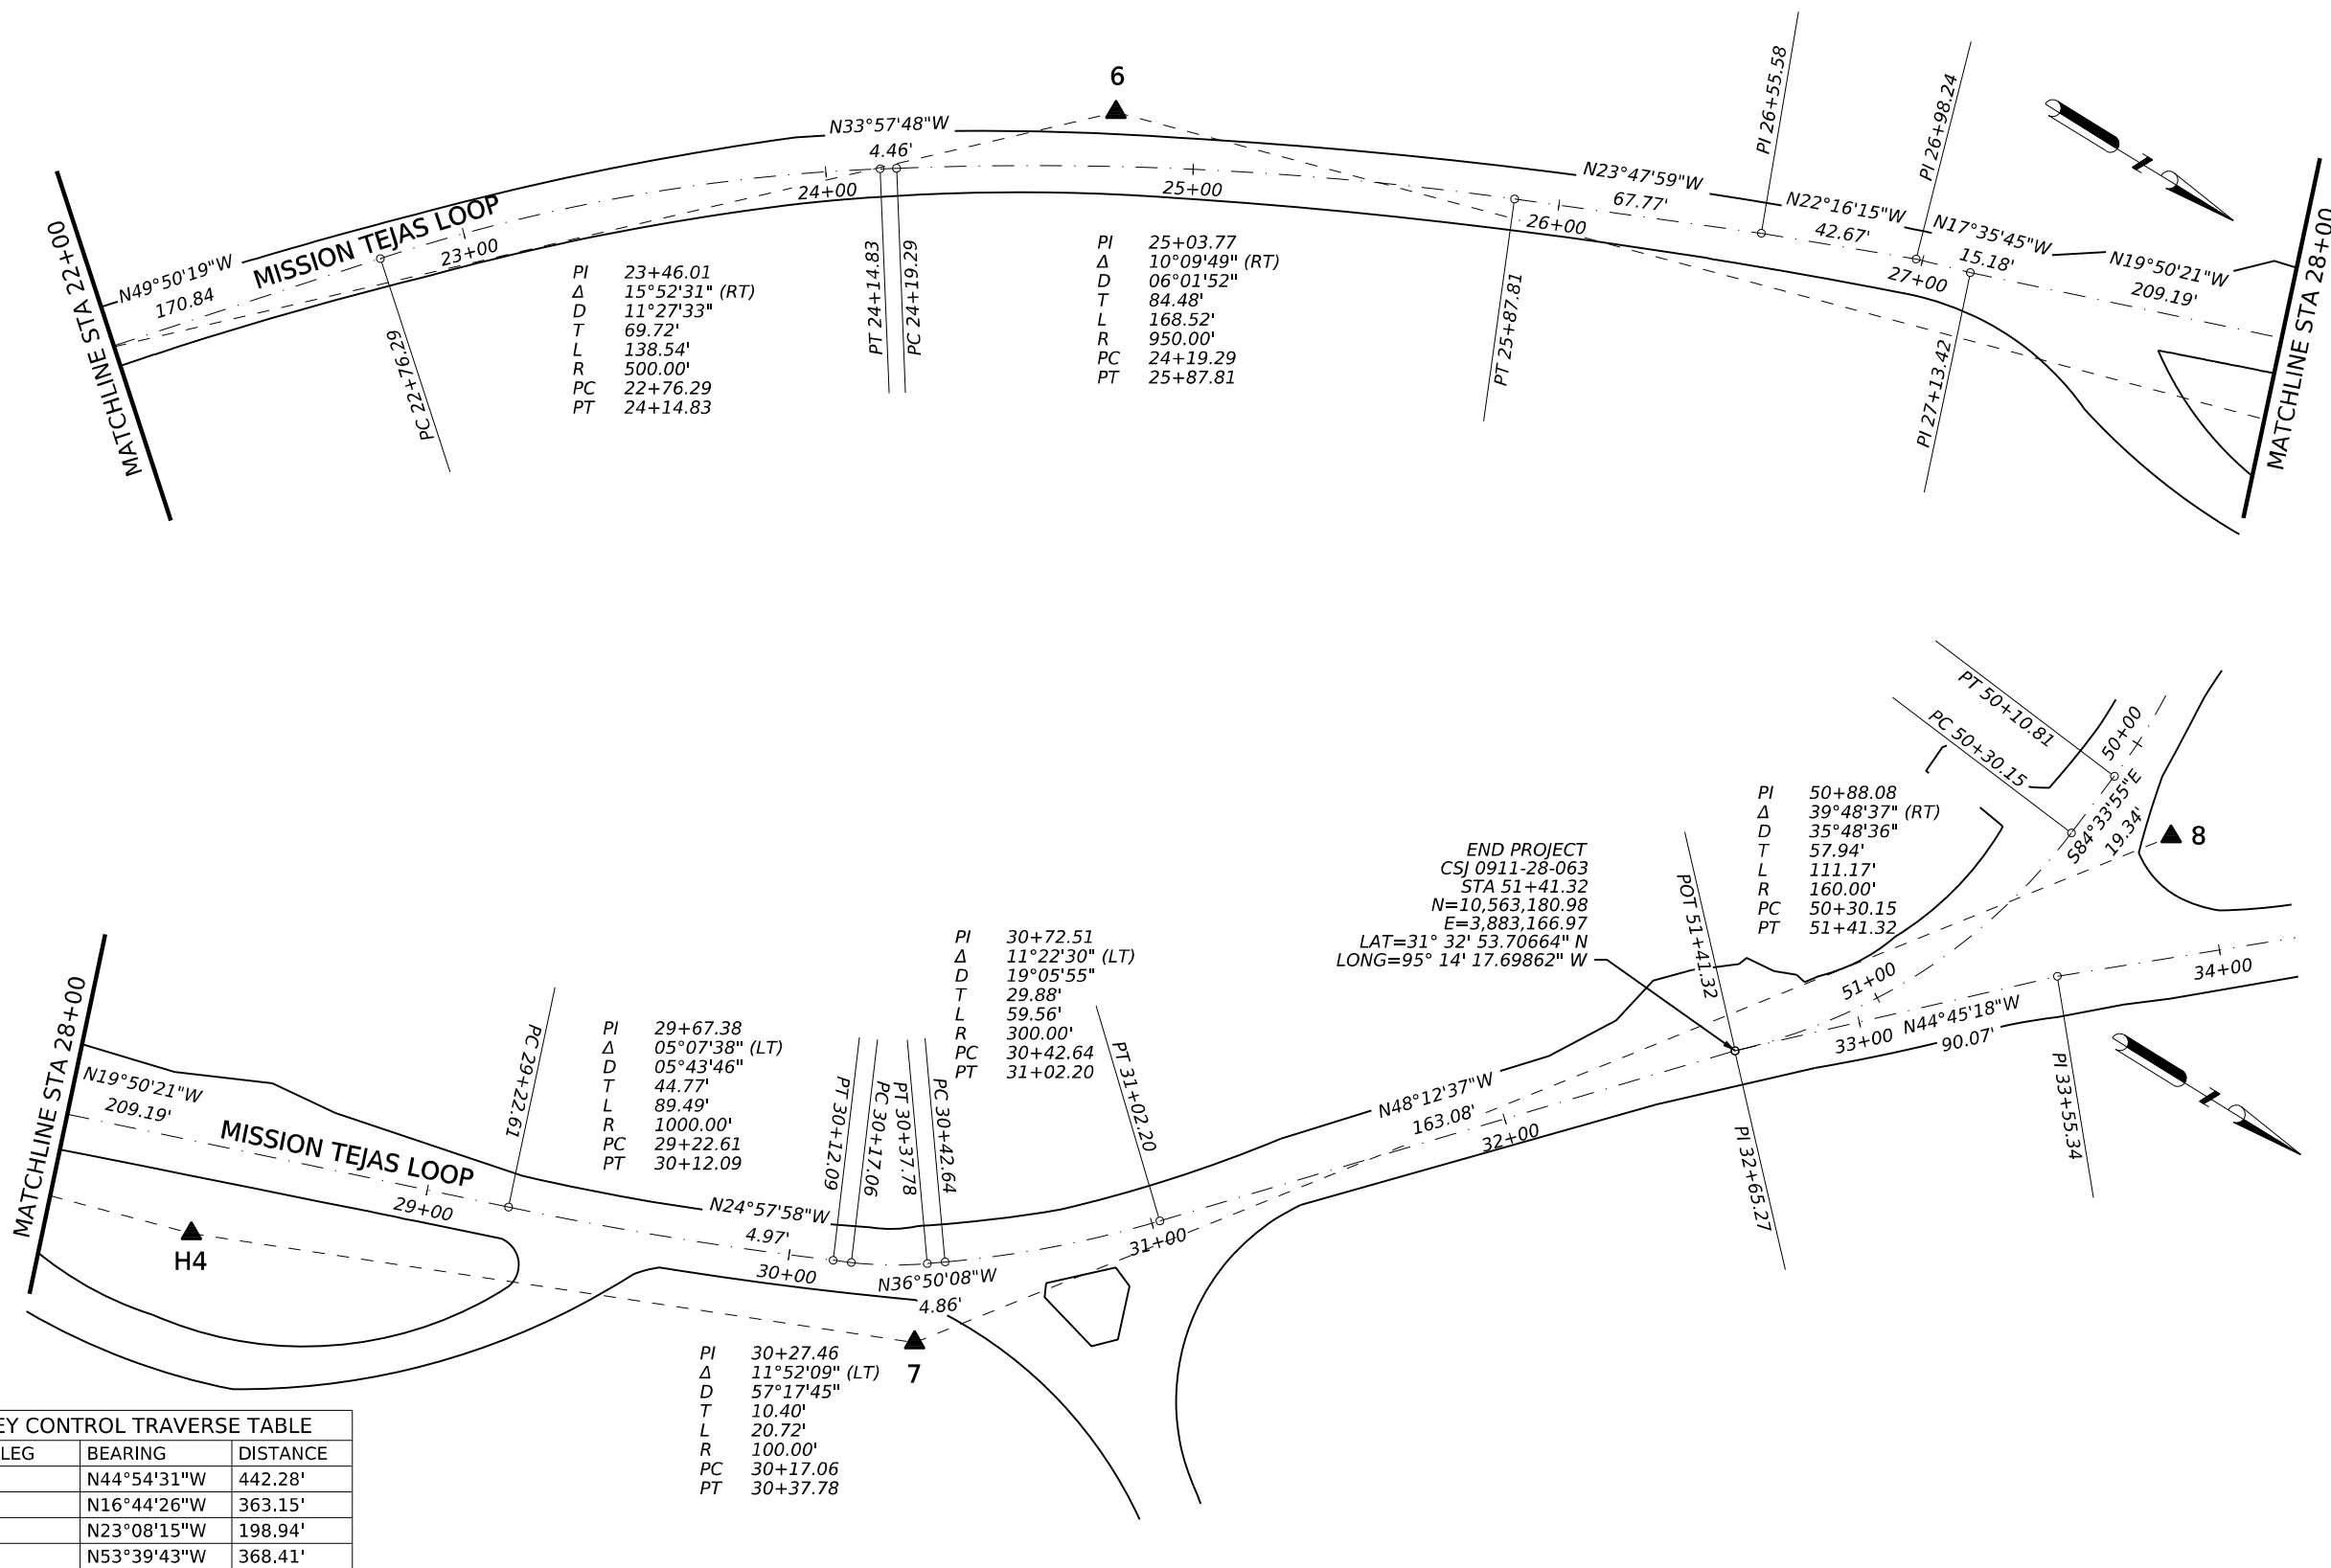 6
PI 26+55.58
PI 26+98.24
N33°57'48"W
4.46'
24+00
25+00
N23°47'59"W
67.77'
26+00
N22°16'15"W
42.67'
N17°35'45"W
15.18'
27+00
N19°50'21"W
209.19'
MATCHLINE STA 22+00
N49°50'19"W
170.84
MISSION TEJAS LOOP
23+00
PC 22+76.29
PI 23+46.01
Δ 15°52'31" (RT)
D 11°27'33"
T 69.72'
L 138.54'
R 500.00'
PC 22+76.29
PT 24+14.83
PT 24+14.83
PC 24+19.29
PI 25+03.77
Δ 10°09'49" (RT)
D 06°01'52"
T 84.48'
L 168.52'
R 950.00'
PC 24+19.29
PT 25+87.81
PT 25+87.81
PI 27+13.42
MATCHLINE STA 28+00
PT 50+10.81
PC 50+30.15
50+00
S84°33'55"E
19.34'
8
PI 50+88.08
Δ 39°48'37" (RT)
D 35°48'36"
T 57.94'
L 111.17'
R 160.00'
PC 50+30.15
PT 51+41.32
END PROJECT
CSJ 0911-28-063
STA 51+41.32
N=10,563,180.98
E=3,883,166.97
LAT=31° 32' 53.70664" N
LONG=95° 14' 17.69862" W
POT 51+41.32
51+00
34+00
N44°45'18"W
90.07'
33+00
PI 33+55.34
PI 32+65.27
PI 30+72.51
Δ 11°22'30" (LT)
D 19°05'55"
T 29.88'
L 59.56'
R 300.00'
PC 30+42.64
PT 31+02.20
PT 31+02.20
N48°12'37"W
163.08'
32+00
31+00
MATCHLINE STA 28+00
N19°50'21"W
209.19'
MISSION TEJAS LOOP
29+00
PC 29+22.61
PI 29+67.38
Δ 05°07'38" (LT)
D 05°43'46"
T 44.77'
L 89.49'
R 1000.00'
PC 29+22.61
PT 30+12.09
PT 30+12.09
PC 30+17.06
PT 30+37.78
PC 30+42.64
N24°57'58"W
4.97'
30+00
N36°50'08"W
4.86'
H4
7
PI 30+27.46
Δ 11°52'09" (LT)
D 57°17'45"
T 10.40'
L 20.72'
R 100.00'
PC 30+17.06
PT 30+37.78
EY CONTROL TRAVERSE TABLE
LEG BEARING DISTANCE
N44°54'31"W 442.28'
N16°44'26"W 363.15'
N23°08'15"W 198.94'
N53°39'43"W 368.41'